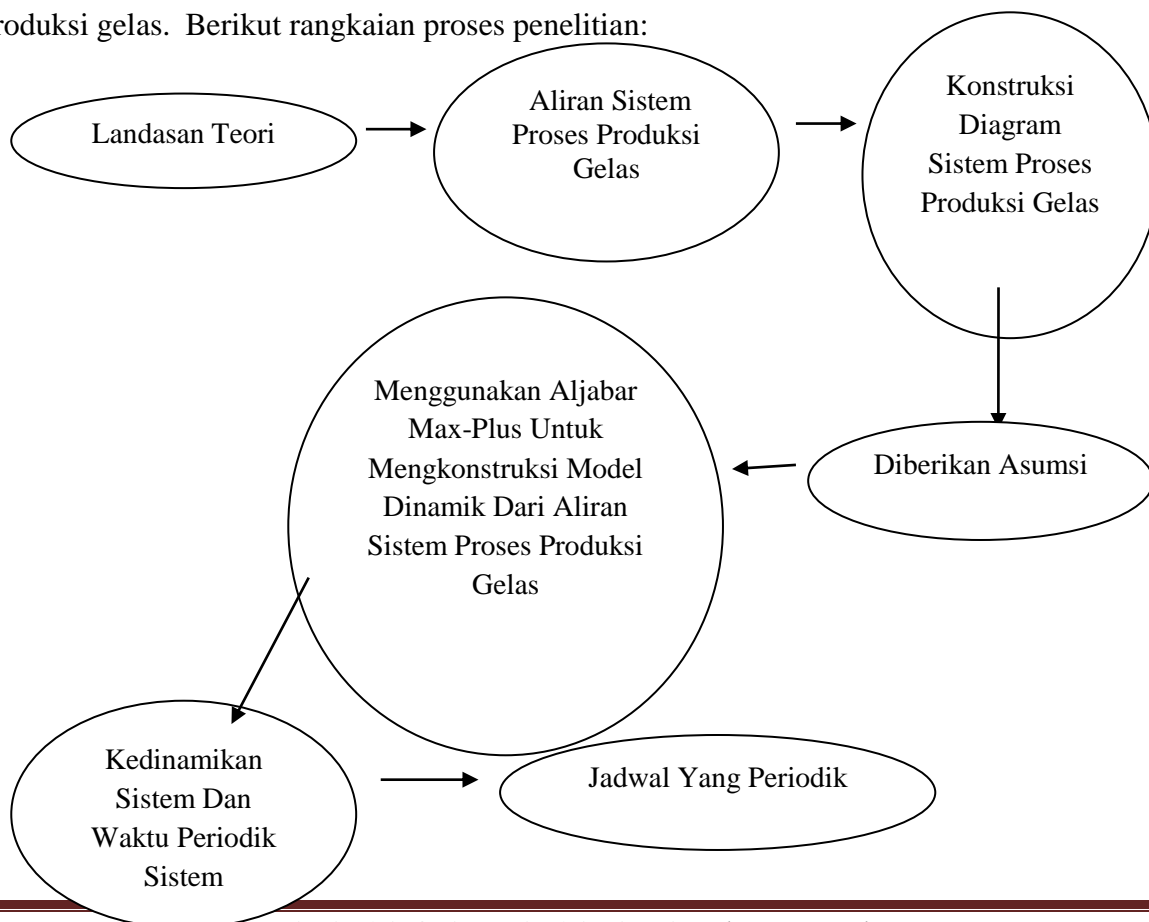 roduksi gelas.  Berikut rangkaian proses penelitian:
Landasan Teori
Aliran Sistem
Proses Produksi
Gelas
Konstruksi
Diagram
Sistem Proses
Produksi Gelas
Diberikan Asumsi
Menggunakan Aljabar
Max-Plus Untuk
Mengkonstruksi Model
Dinamik Dari Aliran
Sistem Proses Produksi
Gelas
Kedinamikan
Sistem Dan
Waktu Periodik
Sistem
Jadwal Yang Periodik